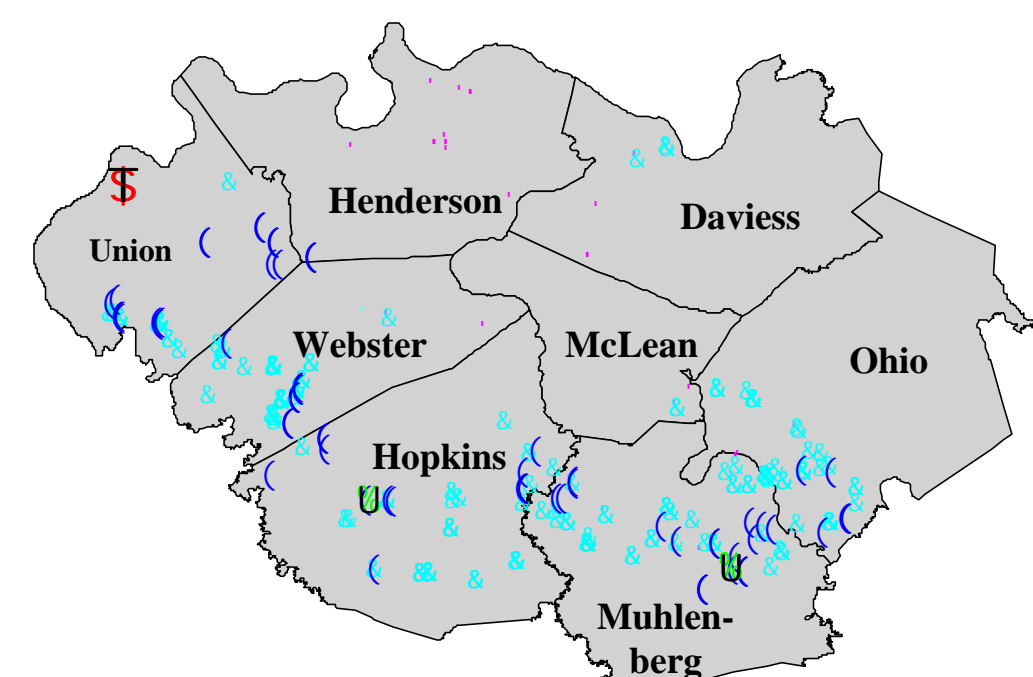 Henderson
Daviess
Union
Webster
McLean
Ohio
Hopkins
Muhlen-
berg